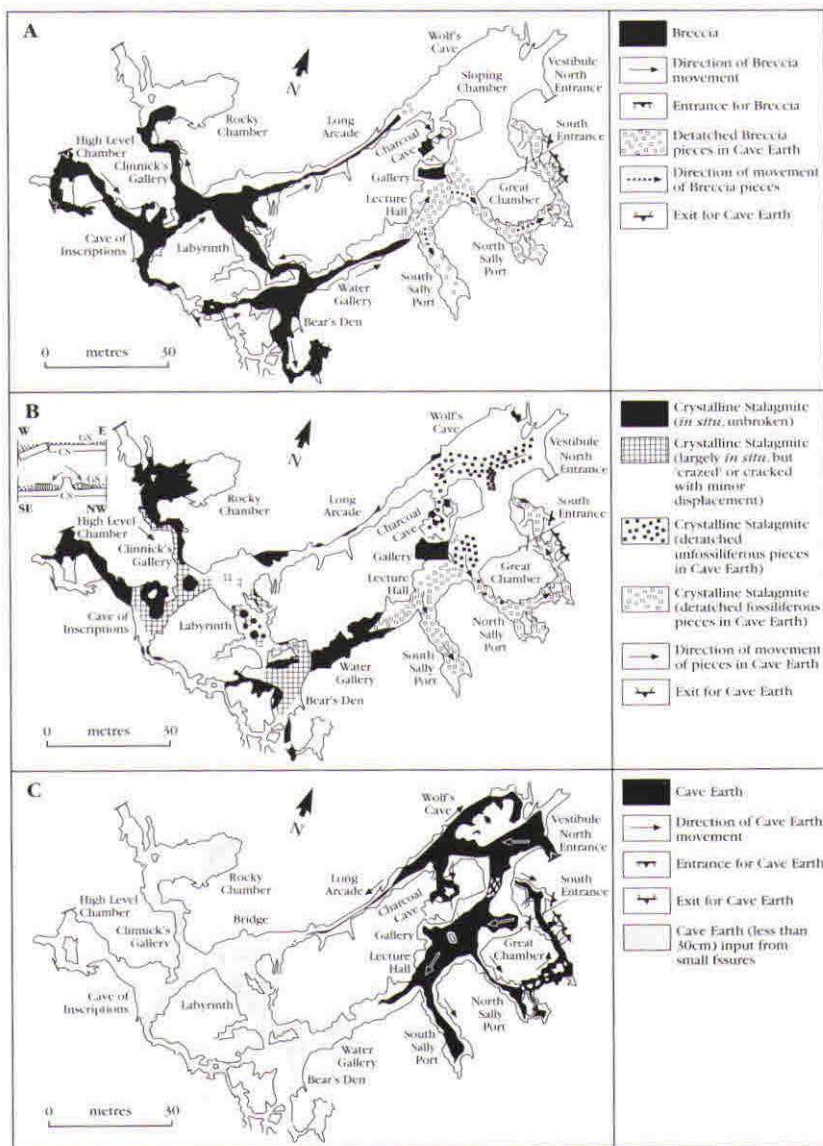 A
N
Wolf's
Cave
Sloping
Chamber
Vestibule
North
Entrance
South
Entrance
Rocky
Chamber
Long
Arcade
Charcoal
Cave
High Level
Chamber
Clinnick's
Gallery
Gallery
Lecture
Hall
Great
Chamber
Cave of
Inscriptions
Labyrinth
Water
Gallery
North
Sally
Port
South
Sally
Port
Bear's Den
0 metres 30
Breccia
Direction of Breccia
movement
Entrance for Breccia
Detatched Breccia
pieces in Cave Earth
Direction of movement
of Breccia pieces
Exit for Cave Earth
B
W E
GS
CS
GS
CS
SE NW
N
Wolf's
Cave
Vestibule
North
Entrance
South
Entrance
Rocky
Chamber
Long
Arcade
Charcoal
Cave
High Level
Chamber
Clinnick's
Gallery
Gallery
Lecture
Hall
Great
Chamber
Cave of
Inscriptions
Labyrinth
Water
Gallery
North
Sally
Port
South
Sally
Port
Bear's Den
0 metres 30
Crystalline Stalagmite
(in situ, unbroken)
Crystalline Stalagmite
(largely in situ, but
'crazed' or cracked
with minor
displacement)
Crystalline Stalagmite
(detatched
unfossiliferous pieces
in Cave Earth)
Crystalline Stalagmite
(detatched fossiliferous
pieces in Cave Earth)
Direction of movement
of pieces in Cave Earth
Exit for Cave Earth
C
N
Wolf's
Cave
Vestibule
North
Entrance
South
Entrance
Rocky
Chamber
Long
Arcade
Bridge
Charcoal
Cave
High Level
Chamber
Clinnick's
Gallery
Gallery
Lecture
Hall
Great
Chamber
Cave of
Inscriptions
Labyrinth
Water
Gallery
North
Sally
Port
South
Sally
Port
Bear's Den
0 metres 30
Cave Earth
Direction of Cave Earth
movement
Entrance for Cave Earth
Exit for Cave Earth
Cave Earth (less than
30cm) input from
small fssures